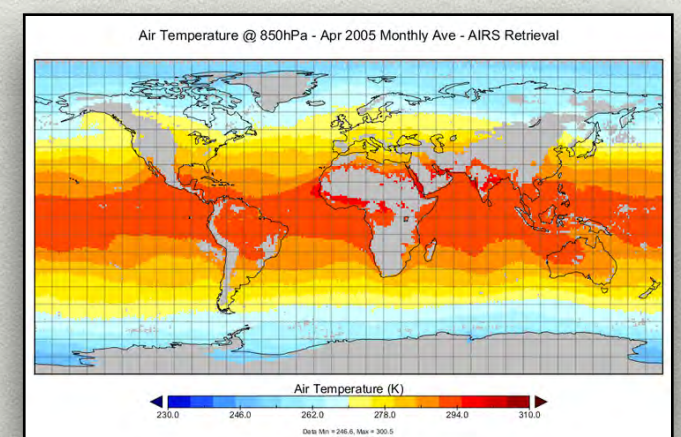 Air Temperature @ 850hPa - Apr 2005 Monthly Ave - AIRS Retrieval
Air Temperature (K)
230.0 246.0 262.0 278.0 294.0 310.0
Data Min = 246.6, Max = 300.5